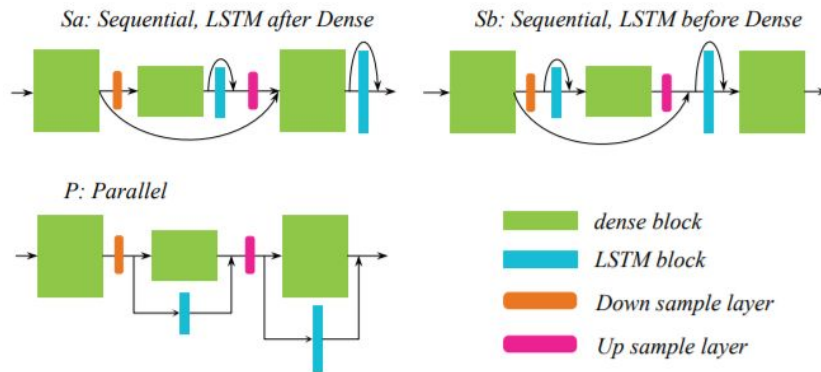 Sa: Sequential, LSTM after Dense
Sb: Sequential, LSTM before Dense
P: Parallel
dense block
LSTM block
Down sample layer
Up sample layer